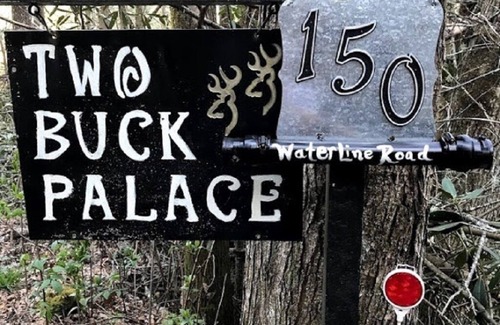 TWO
BUCK
PALACE
150
Waterline Road